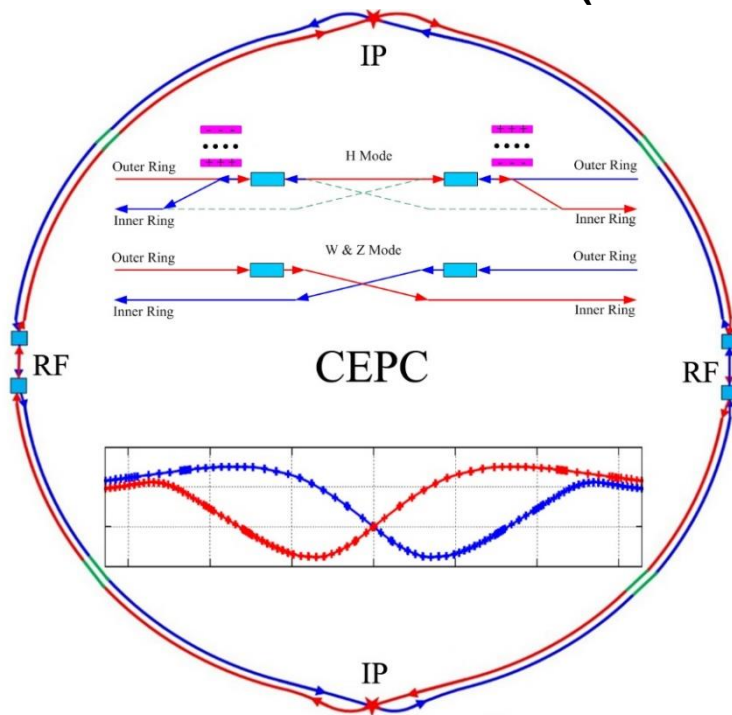 (
IP
- - -
+ + +
H Mode
Outer Ring
Outer Ring
+ + +
- - -
Inner Ring
Inner Ring
W & Z Mode
Outer Ring
Outer Ring
Inner Ring
Inner Ring
RF
CEPC
RF
IP